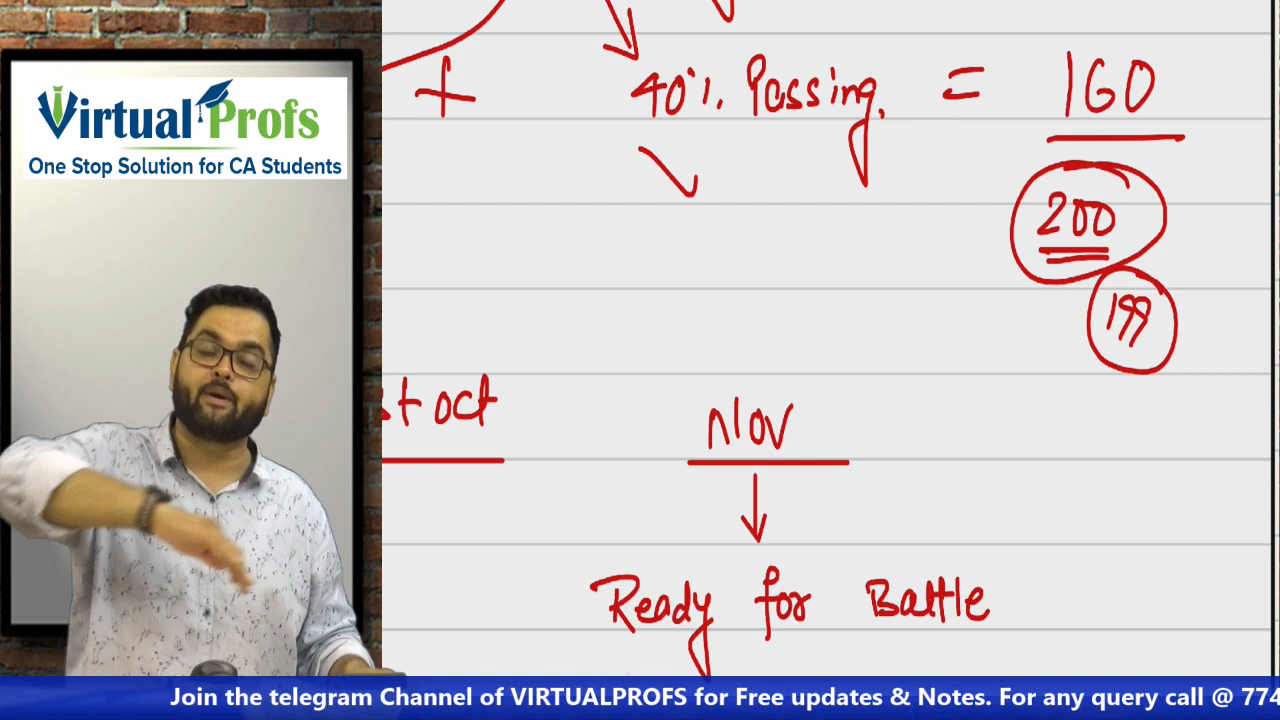 Virtual Profs
One Stop Solution for CA Students
+ 40%. Passing. = 160
200
199
st oct
Nov
Ready for Battle
Join the telegram Channel of VIRTUALPROFS for Free updates & Notes. For any query call @ 774